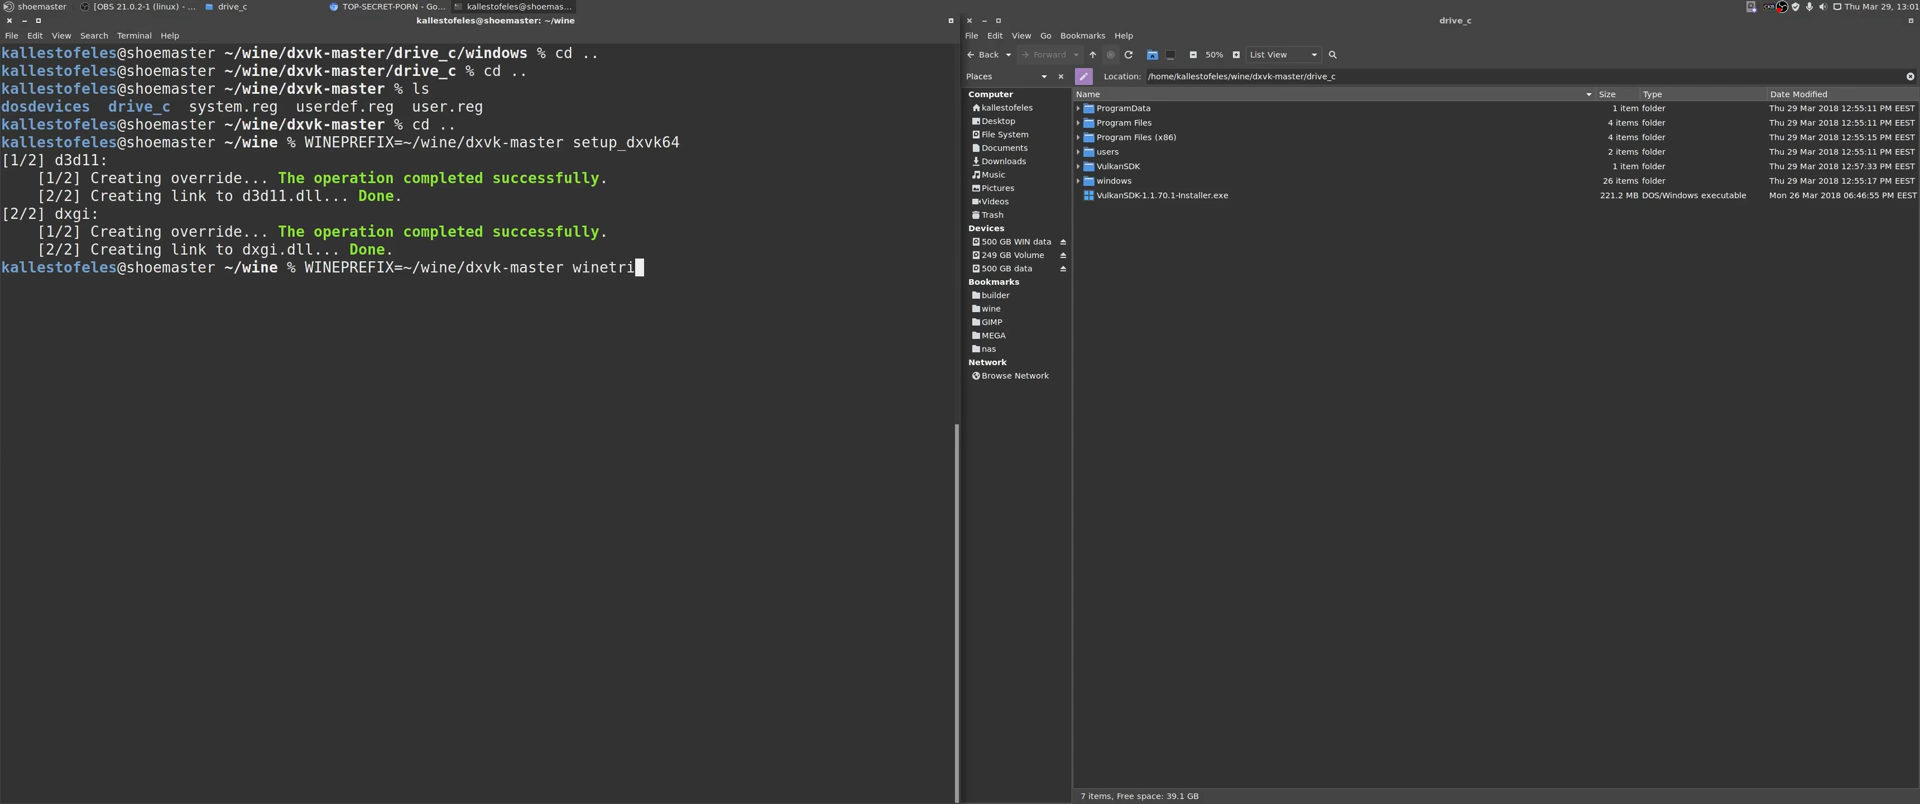 shoemaster [OBS 21.0.2-1 (linux) - ... drive_c TOP-SECRET-PORN - Go... kallestofeles@shoemas... Thu Mar 29, 13:01
kallestofeles@shoemaster: ~/wine
File Edit View Search Terminal Help
kallestofeles@shoemaster ~/wine/dxvk-master/drive_c/windows % cd ..
kallestofeles@shoemaster ~/wine/dxvk-master/drive_c % cd ..
kallestofeles@shoemaster ~/wine/dxvk-master % ls
dosdevices drive_c system.reg userdef.reg user.reg
kallestofeles@shoemaster ~/wine/dxvk-master % cd ..
kallestofeles@shoemaster ~/wine % WINEPREFIX=~/wine/dxvk-master setup_dxvk64
[1/2] d3d11:
[1/2] Creating override... The operation completed successfully.
[2/2] Creating link to d3d11.dll... Done.
[2/2] dxgi:
[1/2] Creating override... The operation completed successfully.
[2/2] Creating link to dxgi.dll... Done.
kallestofeles@shoemaster ~/wine % WINEPREFIX=~/wine/dxvk-master winetri
drive_c
File Edit View Go Bookmarks Help
Back Forward 50% List View
Places Location: /home/kallestofeles/wine/dxvk-master/drive_c
Computer
kallestofeles
Desktop
File System
Documents
Downloads
Music
Pictures
Videos
Trash
Devices
500 GB WIN data
249 GB Volume
500 GB data
Bookmarks
builder
wine
GIMP
MEGA
nas
Network
Browse Network
Name Size Type Date Modified
ProgramData 1 item folder Thu 29 Mar 2018 12:55:11 PM EEST
Program Files 4 items folder Thu 29 Mar 2018 12:55:11 PM EEST
Program Files (x86) 4 items folder Thu 29 Mar 2018 12:55:15 PM EEST
users 2 items folder Thu 29 Mar 2018 12:55:11 PM EEST
VulkanSDK 1 item folder Thu 29 Mar 2018 12:57:33 PM EEST
windows 26 items folder Thu 29 Mar 2018 12:55:17 PM EEST
VulkanSDK-1.1.70.1-Installer.exe 221.2 MB DOS/Windows executable Mon 26 Mar 2018 06:46:55 PM EEST
7 items, Free space: 39.1 GB